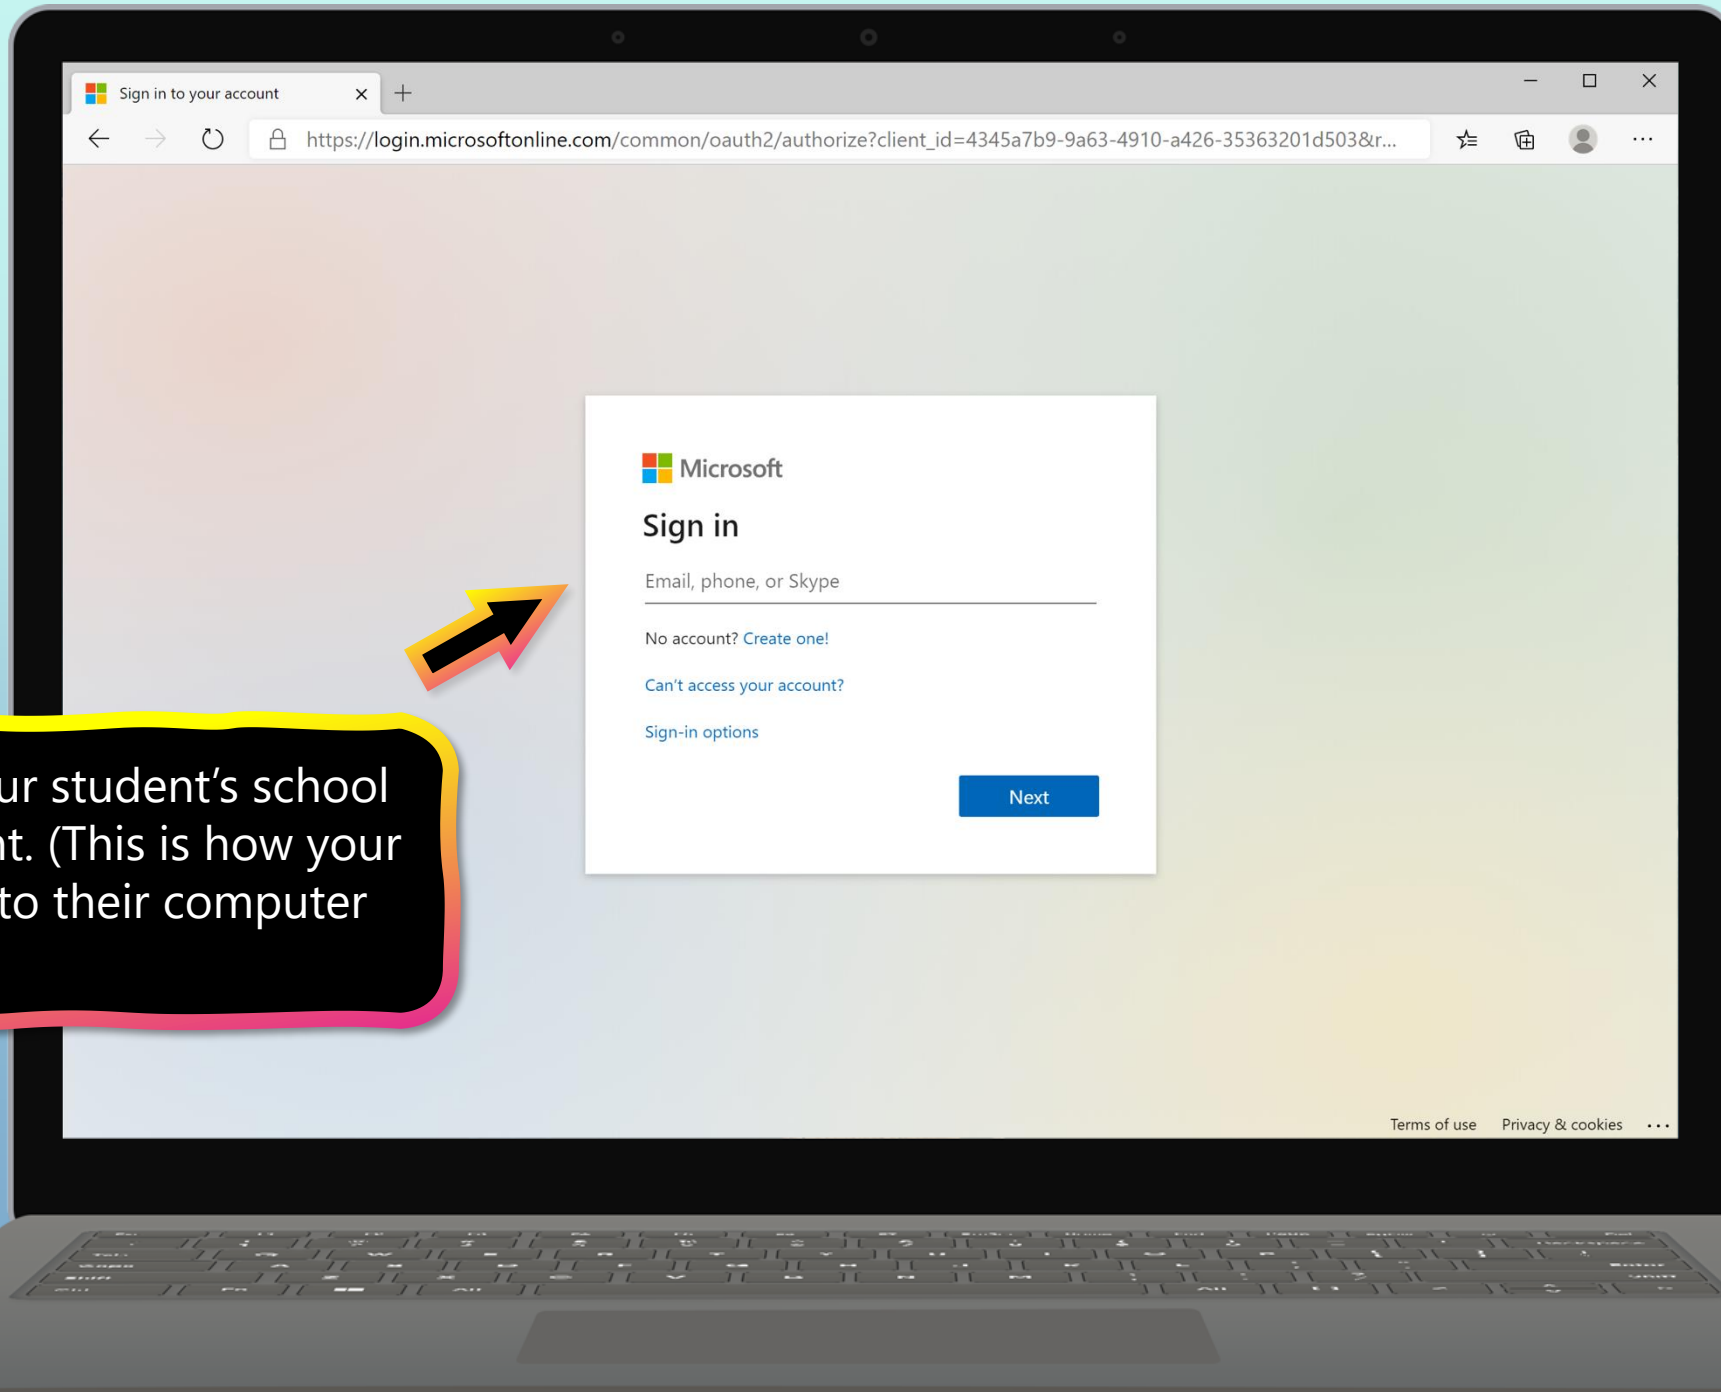 Sign in to your account
https://login.microsoftonline.com/common/oauth2/authorize?client_id=4345a7b9-9a63-4910-a426-35363201d503&r...
Microsoft
Sign in
Email, phone, or Skype
No account? Create one!
Can't access your account?
Sign-in options
Next
ur student's school
nt. (This is how your
to their computer
Terms of use Privacy & cookies ...